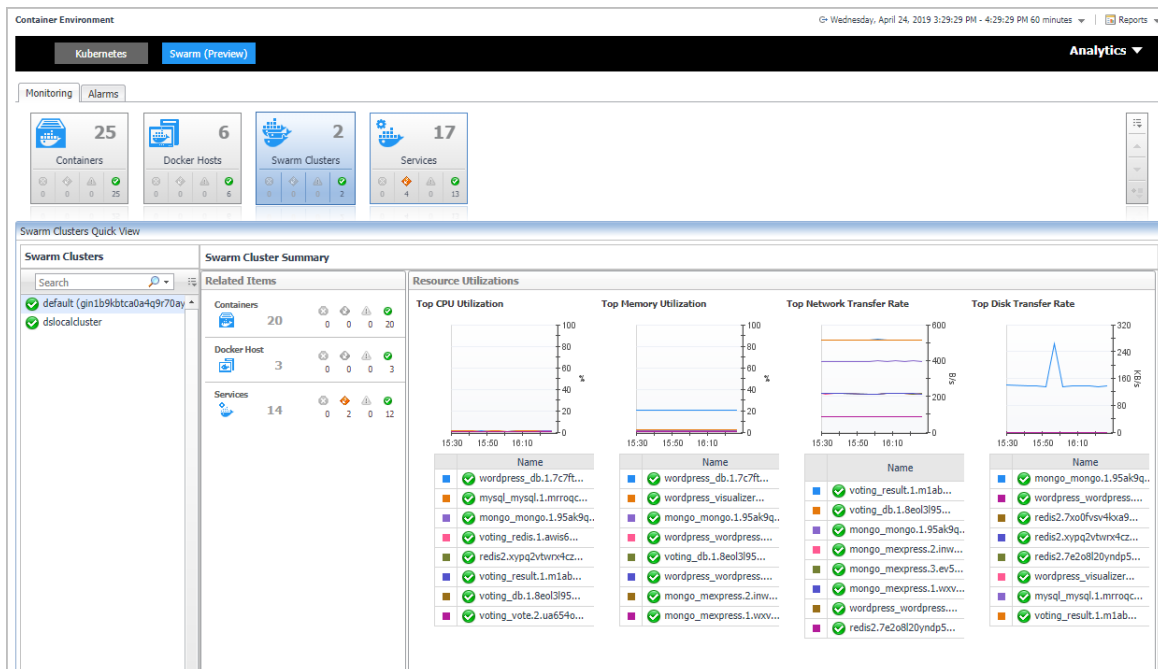 Container Environment
Wednesday, April 24, 2019 3:29:29 PM - 4:29:29 PM 60 minutes
Reports
Kubernetes
Swarm (Preview)
Analytics
Monitoring
Alarms
25
Containers
0 0 0 25
6
Docker Hosts
0 0 0 6
2
Swarm Clusters
0 0 0 2
17
Services
0 4 0 13
Swarm Clusters Quick View
Swarm Clusters
Search
default (gin1b9kbtca0a4q9r70ay
dslocalcluster
Swarm Cluster Summary
Related Items
Containers
20
0 0 0 20
Docker Host
3
0 0 0 3
Services
14
0 2 0 12
Resource Utilizations
Top CPU Utilization
100
80
60
40
20
0
%
15:30 15:50 16:10
Name
wordpress_db.1.7c7ft...
mysql_mysql.1.mrroqc...
mongo_mongo.1.95ak9q..
voting_redis.1.awis6...
redis2.xypq2vtwrx4cz...
voting_result.1.m1ab...
voting_db.1.8eol3l95...
voting_vote.2.ua654o...
Top Memory Utilization
100
80
60
40
20
0
%
15:30 15:50 16:10
Name
wordpress_db.1.7c7ft...
wordpress_visualizer...
mongo_mongo.1.95ak9q..
wordpress_wordpress....
voting_db.1.8eol3l95...
wordpress_wordpress....
mongo_mexpress.2.inw...
mongo_mexpress.1.wxv...
Top Network Transfer Rate
600
400
200
0
B/s
15:30 15:50 16:10
Name
voting_result.1.m1ab...
voting_db.1.8eol3l95...
mongo_mongo.1.95ak9q..
mongo_mexpress.2.inw...
mongo_mexpress.3.ev5...
mongo_mexpress.1.wxv...
wordpress_wordpress....
redis2.7e2o8l20yndp5...
Top Disk Transfer Rate
320
240
160
80
0
KB/s
15:30 15:50 16:10
Name
mongo_mongo.1.95ak9q..
wordpress_wordpress....
redis2.7xo0fvsv4kxa9...
redis2.xypq2vtwrx4cz...
redis2.7e2o8l20yndp5...
wordpress_visualizer...
mysql_mysql.1.mrroqc...
voting_result.1.m1ab...